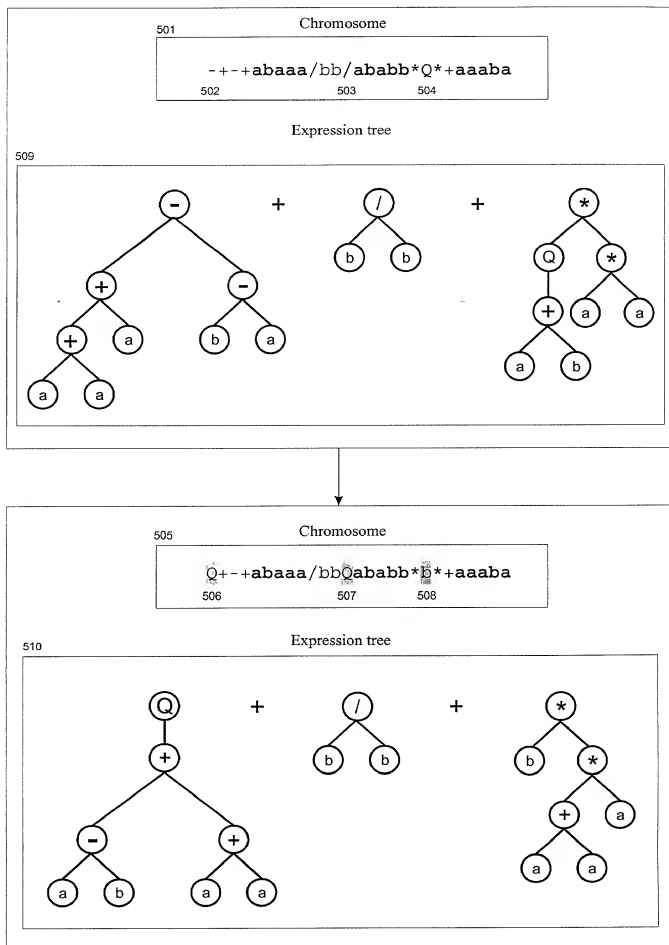 Chromosome
501
-+-+abaaa/bb/ababb*Q*+aaaba
502 503 504
Expression tree
509
- + / + *
b b Q *
+ -
+ a b a + a a
a a a b
Chromosome
505
Q+-+abaaa/bbQababb*b*+aaaba
506 507 508
Expression tree
510
Q + / + *
+ b b b *
+ a
- +
a b a a a a